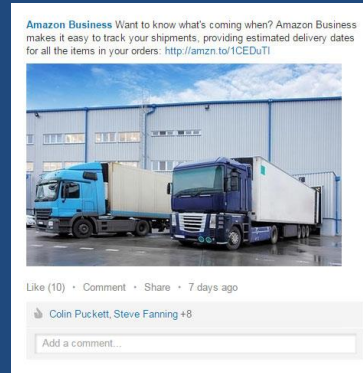 Amazon Business Want to know what's coming when? Amazon Business
makes it easy to track your shipments, providing estimated delivery dates
for all the items in your orders: http://amzn.to/1CEDuTl
Like (10) · Comment · Share · 7 days ago
Colin Puckett, Steve Fanning +8
Add a comment...